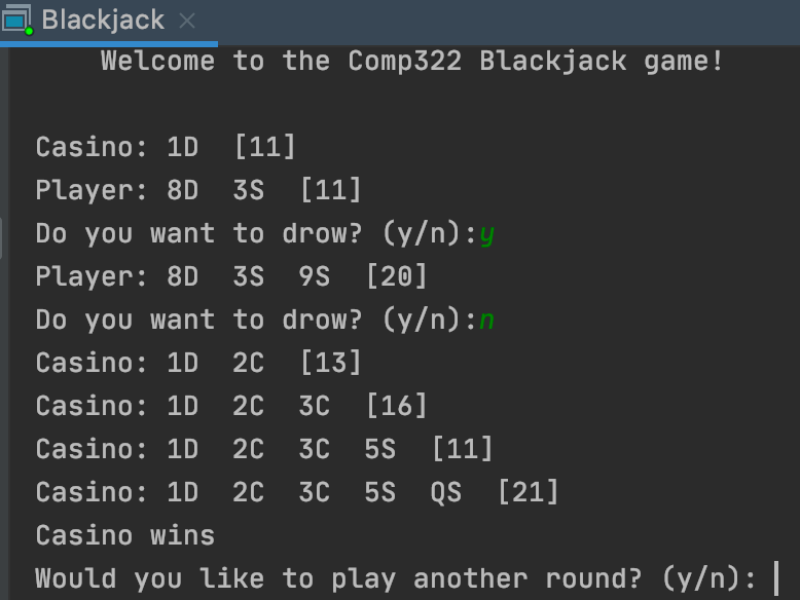 Blackjack
Welcome to the Comp322 Blackjack game!
Casino: 1D [11]
Player: 8D 3S [11]
Do you want to drow? (y/n):y
Player: 8D 3S 9S [20]
Do you want to drow? (y/n):n
Casino: 1D 2C [13]
Casino: 1D 2C 3C [16]
Casino: 1D 2C 3C 5S [11]
Casino: 1D 2C 3C 5S QS [21]
Casino wins
Would you like to play another round? (y/n):